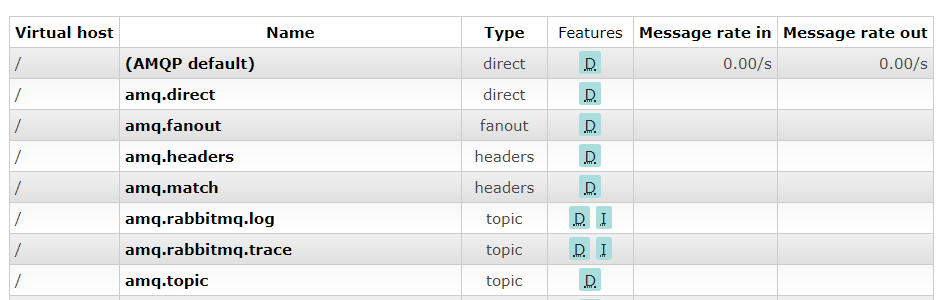 Virtual host Name Type Features Message rate in Message rate out
/ (AMQP default) direct D 0.00/s 0.00/s
/ amq.direct direct D
/ amq.fanout fanout D
/ amq.headers headers D
/ amq.match headers D
/ amq.rabbitmq.log topic D I
/ amq.rabbitmq.trace topic D I
/ amq.topic topic D